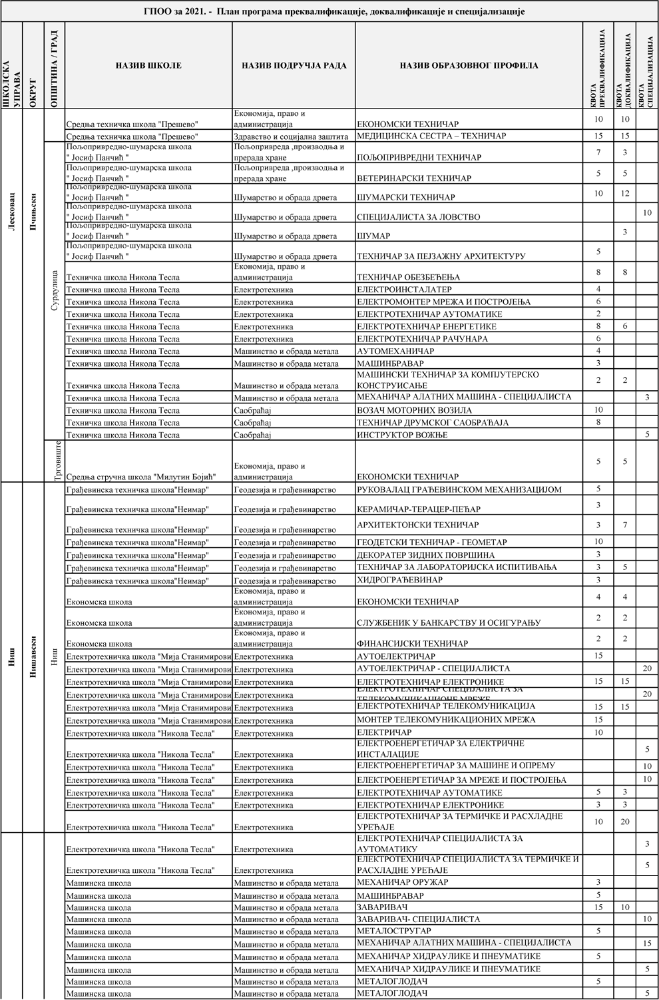 ГПОО за 2021. - План програма преквалификације, доквалификације и специјализације
ШКОЛСКА УПРАВА
ОКРУГ
ОПШТИНА / ГРАД
НАЗИВ ШКОЛЕ
НАЗИВ ПОДРУЧЈА РАДА
НАЗИВ ОБРАЗОВНОГ ПРОФИЛА
КВОТА ПРЕКВАЛИФИКАЦИЈА
КВОТА ДОКВАЛИФИКАЦИЈА
КВОТА СПЕЦИЈАЛИЗАЦИЈА
Лесковац
Пчињски
Средња техничка школа "Прешево" Економија, право и администрација ЕКОНОМСКИ ТЕХНИЧАР 10 10
Средња техничка школа "Прешево" Здравство и социјална заштита МЕДИЦИНСКА СЕСТРА – ТЕХНИЧАР 15 15
Сурдулица
Пољопривредно-шумарска школа " Јосиф Панчић " Пољопривреда ,производња и прерада хране ПОЉОПРИВРЕДНИ ТЕХНИЧАР 7 3
Пољопривредно-шумарска школа " Јосиф Панчић " Пољопривреда ,производња и прерада хране ВЕТЕРИНАРСКИ ТЕХНИЧАР 5 5
Пољопривредно-шумарска школа " Јосиф Панчић " Шумарство и обрада дрвета ШУМАРСКИ ТЕХНИЧАР 10 12
Пољопривредно-шумарска школа " Јосиф Панчић " Шумарство и обрада дрвета СПЕЦИЈАЛИСТА ЗА ЛОВСТВО 10
Пољопривредно-шумарска школа " Јосиф Панчић " Шумарство и обрада дрвета ШУМАР 3
Пољопривредно-шумарска школа " Јосиф Панчић " Шумарство и обрада дрвета ТЕХНИЧАР ЗА ПЕЈЗАЖНУ АРХИТЕКТУРУ 5
Техничка школа Никола Тесла Економија, право и администрација ТЕХНИЧАР ОБЕЗБЕЂЕЊА 8 8
Техничка школа Никола Тесла Електротехника ЕЛЕКТРОИНСТАЛАТЕР 4
Техничка школа Никола Тесла Електротехника ЕЛЕКТРОМОНТЕР МРЕЖА И ПОСТРОЈЕЊА 6
Техничка школа Никола Тесла Електротехника ЕЛЕКТРОТЕХНИЧАР АУТОМАТИКЕ 2
Техничка школа Никола Тесла Електротехника ЕЛЕКТРОТЕХНИЧАР ЕНЕРГЕТИКЕ 8 6
Техничка школа Никола Тесла Електротехника ЕЛЕКТРОТЕХНИЧАР РАЧУНАРА 6
Техничка школа Никола Тесла Машинство и обрада метала АУТОМЕХАНИЧАР 4
Техничка школа Никола Тесла Машинство и обрада метала МАШИНБРАВАР 3
Техничка школа Никола Тесла Машинство и обрада метала МАШИНСКИ ТЕХНИЧАР ЗА КОМПЈУТЕРСКО КОНСТРУИСАЊЕ 2 2
Техничка школа Никола Тесла Машинство и обрада метала МЕХАНИЧАР АЛАТНИХ МАШИНА - СПЕЦИЈАЛИСТА 3
Техничка школа Никола Тесла Саобраћај ВОЗАЧ МОТОРНИХ ВОЗИЛА 10
Техничка школа Никола Тесла Саобраћај ТЕХНИЧАР ДРУМСКОГ САОБРАЋАЈА 8
Техничка школа Никола Тесла Саобраћај ИНСТРУКТОР ВОЖЊЕ 5
Трговиште
Средња стручна школа "Милутин Бојић" Економија, право и администрација ЕКОНОМСКИ ТЕХНИЧАР 5 5
Ниш
Нишавски
Ниш
Грађевинска техничка школа"Неимар" Геодезија и грађевинарство РУКОВАЛАЦ ГРАЂЕВИНСКОМ МЕХАНИЗАЦИЈОМ 5
Грађевинска техничка школа"Неимар" Геодезија и грађевинарство КЕРАМИЧАР-ТЕРАЦЕР-ПЕЋАР 3
Грађевинска техничка школа"Неимар" Геодезија и грађевинарство АРХИТЕКТОНСКИ ТЕХНИЧАР 3 7
Грађевинска техничка школа"Неимар" Геодезија и грађевинарство ГЕОДЕТСКИ ТЕХНИЧАР - ГЕОМЕТАР 10
Грађевинска техничка школа"Неимар" Геодезија и грађевинарство ДЕКОРАТЕР ЗИДНИХ ПОВРШИНА 3
Грађевинска техничка школа"Неимар" Геодезија и грађевинарство ТЕХНИЧАР ЗА ЛАБОРАТОРИЈСКА ИСПИТИВАЊА 3 5
Грађевинска техничка школа"Неимар" Геодезија и грађевинарство ХИДРОГРАЂЕВИНАР 3
Економска школа Економија, право и администрација ЕКОНОМСКИ ТЕХНИЧАР 4 4
Економска школа Економија, право и администрација СЛУЖБЕНИК У БАНКАРСТВУ И ОСИГУРАЊУ 2 2
Економска школа Економија, право и администрација ФИНАНСИЈСКИ ТЕХНИЧАР 2 2
Електротехничка школа "Мија Станимирови Електротехника АУТОЕЛЕКТРИЧАР 15
Електротехничка школа "Мија Станимирови Електротехника АУТОЕЛЕКТРИЧАР - СПЕЦИЈАЛИСТА 20
Електротехничка школа "Мија Станимирови Електротехника ЕЛЕКТРОТЕХНИЧАР ЕЛЕКТРОНИКЕ 15 15
Електротехничка школа "Мија Станимирови Електротехника ЕЛЕКТРОТЕХНИЧАР СПЕЦИЈАЛИСТА ЗА ТЕЛЕКОМУНИКАЦИОНЕ МРЕЖЕ 20
Електротехничка школа "Мија Станимирови Електротехника ЕЛЕКТРОТЕХНИЧАР ТЕЛЕКОМУНИКАЦИЈА 15 15
Електротехничка школа "Мија Станимирови Електротехника МОНТЕР ТЕЛЕКОМУНИКАЦИОНИХ МРЕЖА 15
Електротехничка школа "Никола Тесла" Електротехника ЕЛЕКТРИЧАР 10
Електротехничка школа "Никола Тесла" Електротехника ЕЛЕКТРОЕНЕРГЕТИЧАР ЗА ЕЛЕКТРИЧНЕ ИНСТАЛАЦИЈЕ 5
Електротехничка школа "Никола Тесла" Електротехника ЕЛЕКТРОЕНЕРГЕТИЧАР ЗА МАШИНЕ И ОПРЕМУ 10
Електротехничка школа "Никола Тесла" Електротехника ЕЛЕКТРОЕНЕРГЕТИЧАР ЗА МРЕЖЕ И ПОСТРОЈЕЊА 10
Електротехничка школа "Никола Тесла" Електротехника ЕЛЕКТРОТЕХНИЧАР АУТОМАТИКЕ 5 3
Електротехничка школа "Никола Тесла" Електротехника ЕЛЕКТРОТЕХНИЧАР ЕЛЕКТРОНИКЕ 3 3
Електротехничка школа "Никола Тесла" Електротехника ЕЛЕКТРОТЕХНИЧАР ЗА ТЕРМИЧКЕ И РАСХЛАДНЕ УРЕЂАЈЕ 10 20
Електротехничка школа "Никола Тесла" Електротехника ЕЛЕКТРОТЕХНИЧАР СПЕЦИЈАЛИСТА ЗА АУТОМАТИКУ 3
Електротехничка школа "Никола Тесла" Електротехника ЕЛЕКТРОТЕХНИЧАР СПЕЦИЈАЛИСТА ЗА ТЕРМИЧКЕ И РАСХЛАДНЕ УРЕЂАЈЕ 5
Машинска школа Машинство и обрада метала МЕХАНИЧАР ОРУЖАР 3
Машинска школа Машинство и обрада метала МАШИНБРАВАР 5
Машинска школа Машинство и обрада метала ЗАВАРИВАЧ 15 10
Машинска школа Машинство и обрада метала ЗАВАРИВАЧ- СПЕЦИЈАЛИСТА 10
Машинска школа Машинство и обрада метала МЕТАЛОСТРУГАР 5
Машинска школа Машинство и обрада метала МЕХАНИЧАР АЛАТНИХ МАШИНА - СПЕЦИЈАЛИСТА 15
Машинска школа Машинство и обрада метала МЕХАНИЧАР ХИДРАУЛИКЕ И ПНЕУМАТИКЕ 5
Машинска школа Машинство и обрада метала МЕХАНИЧАР ХИДРАУЛИКЕ И ПНЕУМАТИКЕ 5
Машинска школа Машинство и обрада метала МЕТАЛОГЛОДАЧ 5
Машинска школа Машинство и обрада метала МЕТАЛОГЛОДАЧ 5